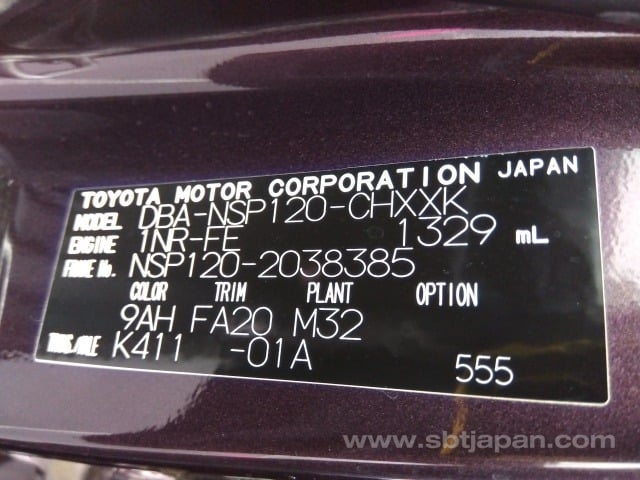 TOYOTA MOTOR CORPORATION JAPAN
MODEL DBA-NSP120-CHXXK
ENGINE 1NR-FE 1329 mL
FRAME No. NSP120-2038385
COLOR TRIM PLANT OPTION
9AH FA20 M32
TRANS./AXLE K411 -01A
555
www.sbtjapan.com